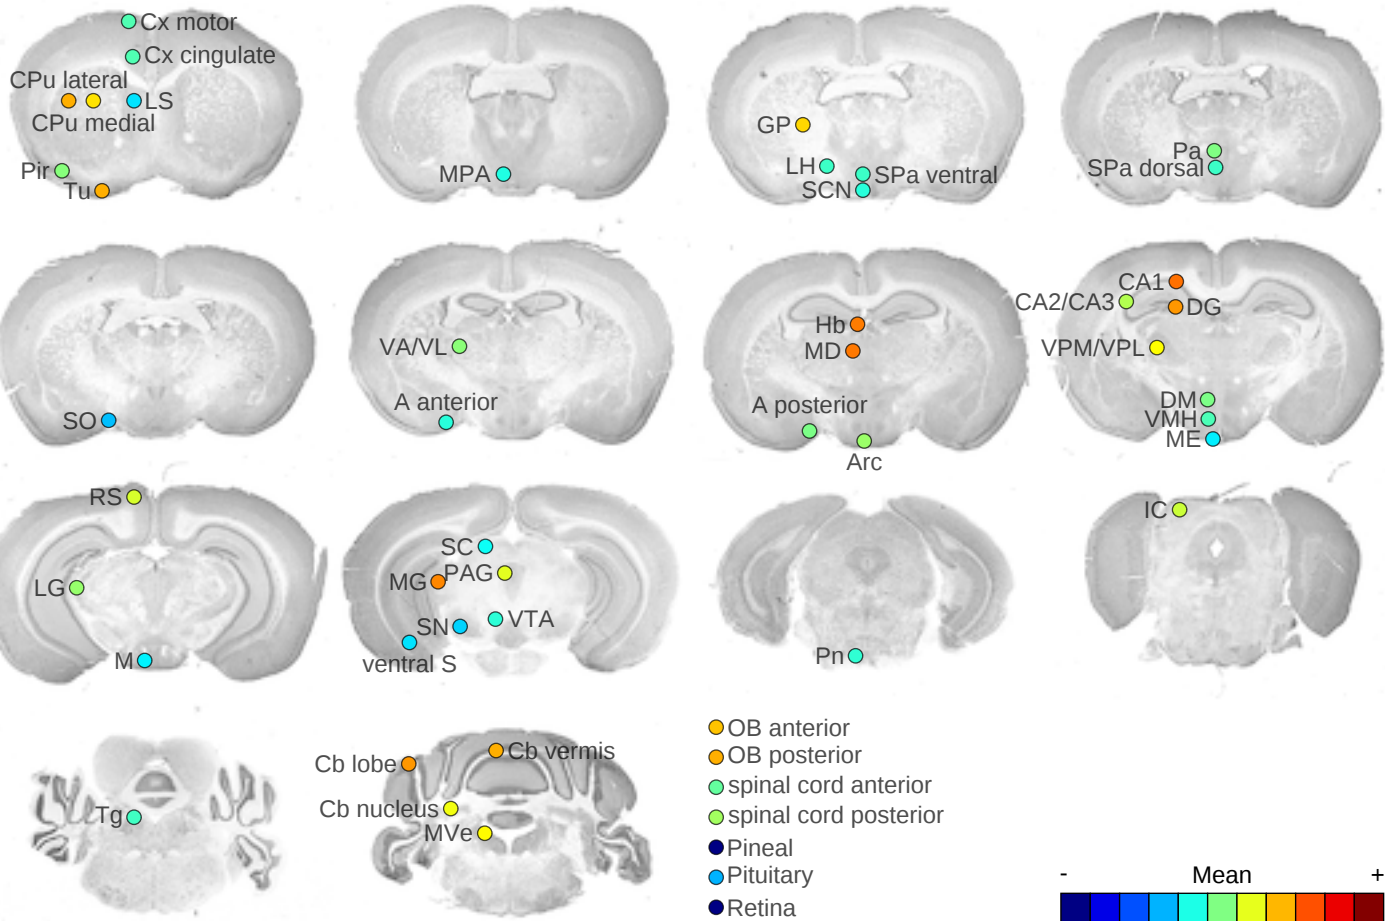 Cx motor
Cx cingulate
CPu lateral
LS
CPu medial
Pir
Tu
MPA
GP
LH
SPa ventral
SCN
Pa
SPa dorsal
SO
VA/VL
A anterior
Hb
MD
A posterior
Arc
CA1
CA2/CA3
DG
VPM/VPL
DM
VMH
ME
RS
LG
M
SC
MG
PAG
SN
VTA
ventral S
Pn
IC
Tg
Cb lobe
Cb vermis
Cb nucleus
MVe
OB anterior
OB posterior
spinal cord anterior
spinal cord posterior
Pineal
Pituitary
Retina
- Mean +